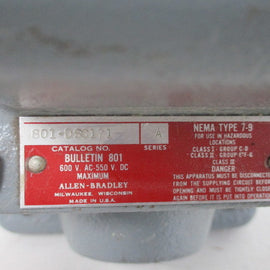 801-DSS171 A
CATALOG NO. SERIES
BULLETIN 801
600 V. AC-550 V. DC
MAXIMUM
ALLEN-BRADLEY
MILWAUKEE, WISCONSIN
MADE IN U.S.A.
NEMA TYPE 7-9
FOR USE IN HAZARDOUS
LOCATIONS
CLASS I - GROUP C-D
CLASS II - GROUP E-F-G
CLASS III
DANGER
THIS APPARATUS MUST BE DISCONNECTED
FROM THE SUPPLYING CIRCUIT BEFORE
OPENING AND MUST BE TIGHTLY CLOSED
AGAIN BEFORE IT IS PUT INTO OPERATION